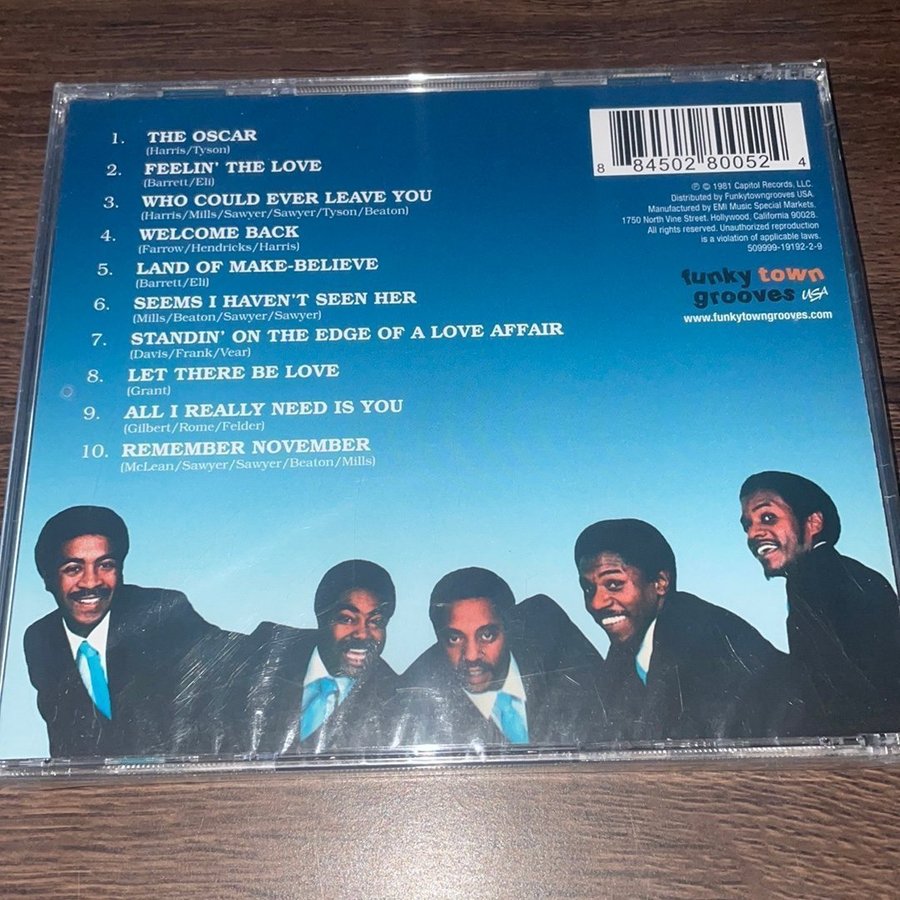 1. THE OSCAR
(Harris/Tyson)
2. FEELIN' THE LOVE
(Barrett/Eli)
3. WHO COULD EVER LEAVE YOU
(Harris/Mills/Sawyer/Sawyer/Tyson/Beaton)
4. WELCOME BACK
(Farrow/Hendricks/Harris)
5. LAND OF MAKE-BELIEVE
(Barrett/Eli)
6. SEEMS I HAVEN'T SEEN HER
(Mills/Beaton/Sawyer/Sawyer)
7. STANDIN' ON THE EDGE OF A LOVE AFFAIR
(Davis/Frank/Vear)
8. LET THERE BE LOVE
(Grant)
9. ALL I REALLY NEED IS YOU
(Gilbert/Rome/Felder)
10. REMEMBER NOVEMBER
(McLean/Sawyer/Sawyer/Beaton/Mills)
8 84502 80052 4
℗ © 1981 Capitol Records, LLC.
Distributed by Funkytowngrooves USA.
Manufactured by EMI Music Special Markets.
1750 North Vine Street. Hollywood, California 90028.
All rights reserved. Unauthorized reproduction
is a violation of applicable laws.
509999-19192-2-9
funky town
grooves USA
www.funkytowngrooves.com